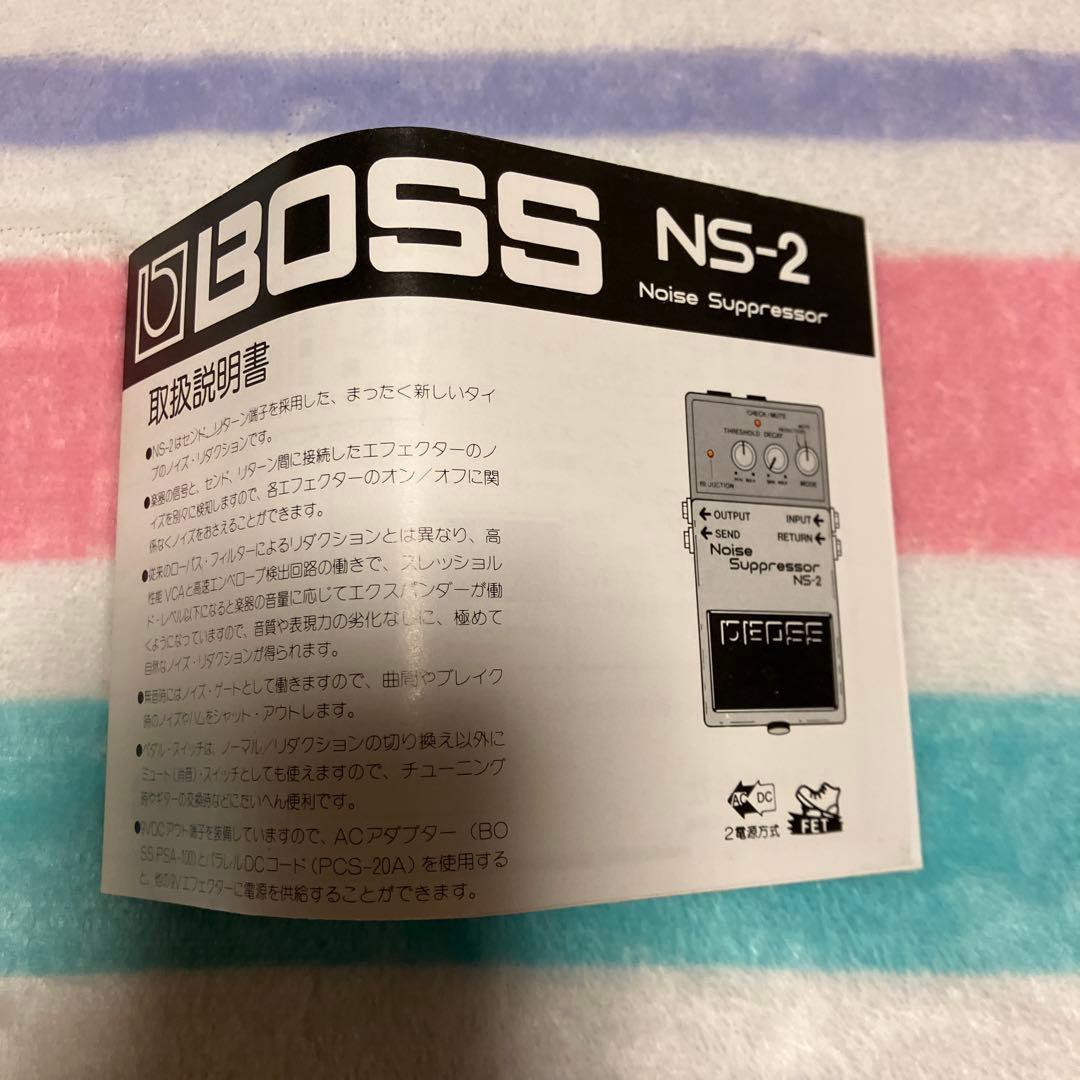 BOSS
NS-2
Noise Suppressor
取扱説明書
●NS-2はセンド、リターン端子を採用した、まったく新しいタイ
プのノイズ・リダクションです。
●楽器の信号と、センド、リターン間に接続したエフェクターのノ
イズを別々に検知しますので、各エフェクターのオン／オフに関
係なくノイズをおさえることができます。
●従来のローパス・フィルターによるリダクションとは異なり、高
性能VCAと高速エンベロープ検出回路の働きで、スレッショル
ド・レベル以下になると楽器の音量に応じてエクスパンダーが働
くようになっていますので、音質や表現力の劣化なしに、極めて
自然なノイズ・リダクションが得られます。
●無音時にはノイズ・ゲートとして働きますので、曲間やブレイク
時のノイズやハムをシャット・アウトします。
●ペダル・スイッチは、ノーマル／リダクションの切り換え以外に
ミュート(消音)・スイッチとしても使えますので、チューニング
時やギターの交換時などにたいへん便利です。
●9VDCアウト端子を装備していますので、ACアダプター（BO
SS PSA-100)とパラレルDCコード(PCS-20A)を使用する
と、他の9Vエフェクターに電源を供給することができます。
CHECK/MUTE
THRESHOLD DECAY
REDUCTION
MUTE
REDUCTION
MIN MAX
MIN MAX
MODE
OUTPUT
INPUT
SEND
RETURN
Noise
Suppressor
NS-2
BOSS
AC DC
2電源方式
FET